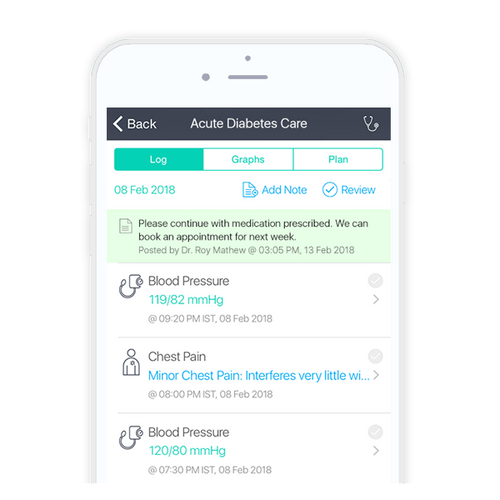 Back Acute Diabetes Care
Log Graphs Plan
08 Feb 2018 Add Note Review
Please continue with medication prescribed. We can
book an appointment for next week.
Posted by Dr. Roy Mathew @ 03:05 PM, 13 Feb 2018
Blood Pressure
119/82 mmHg
@ 09:20 PM IST, 08 Feb 2018
Chest Pain
Minor Chest Pain: Interferes very little wi...
@ 08:00 PM IST, 08 Feb 2018
Blood Pressure
120/80 mmHg
@ 07:30 PM IST, 08 Feb 2018